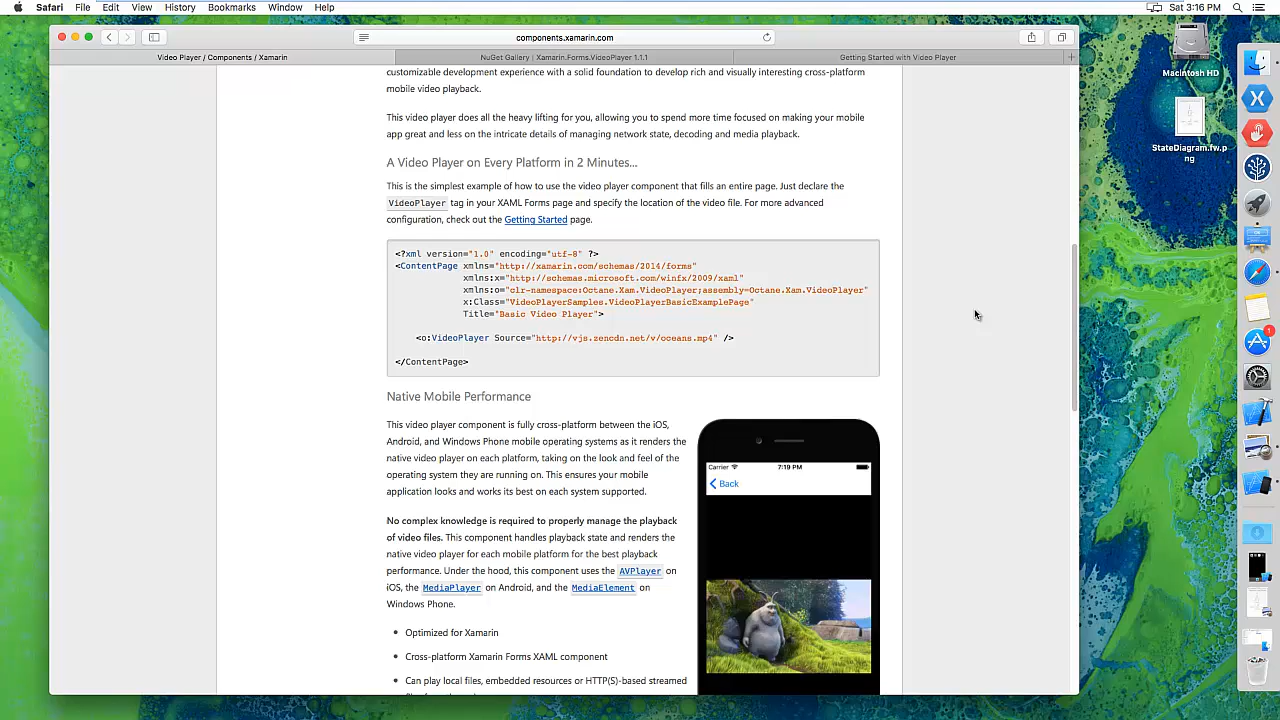 Safari File Edit View History Bookmarks Window Help Sat 3:16 PM
components.xamarin.com
Video Player / Components / Xamarin
NuGet Gallery | Xamarin.Forms.VideoPlayer 1.1.1
Getting Started with Video Player
customizable development experience with a solid foundation to develop rich and visually interesting cross-platform
mobile video playback.
This video player does all the heavy lifting for you, allowing you to spend more time focused on making your mobile
app great and less on the intricate details of managing network state, decoding and media playback.
A Video Player on Every Platform in 2 Minutes...
This is the simplest example of how to use the video player component that fills an entire page. Just declare the
VideoPlayer tag in your XAML Forms page and specify the location of the video file. For more advanced
configuration, check out the Getting Started page.
<?xml version="1.0" encoding="utf-8" ?>
<ContentPage xmlns="http://xamarin.com/schemas/2014/forms"
xmlns:x="http://schemas.microsoft.com/winfx/2009/xaml"
xmlns:o="clr-namespace:Octane.Xam.VideoPlayer;assembly=Octane.Xam.VideoPlayer"
x:Class="VideoPlayerSamples.VideoPlayerBasicExamplePage"
Title="Basic Video Player">
<o:VideoPlayer Source="http://vjs.zencdn.net/v/oceans.mp4" />
</ContentPage>
Native Mobile Performance
This video player component is fully cross-platform between the iOS,
Android, and Windows Phone mobile operating systems as it renders the
native video player on each platform, taking on the look and feel of the
operating system they are running on. This ensures your mobile
application looks and works its best on each system supported.
No complex knowledge is required to properly manage the playback
of video files. This component handles playback state and renders the
native video player for each mobile platform for the best playback
performance. Under the hood, this component uses the AVPlayer on
iOS, the MediaPlayer on Android, and the MediaElement on
Windows Phone.
Optimized for Xamarin
Cross-platform Xamarin Forms XAML component
Can play local files, embedded resources or HTTP(S)-based streamed
Carrier 7:19 PM
Back
Macintosh HD
StateDiagram.fw.p
ng
1